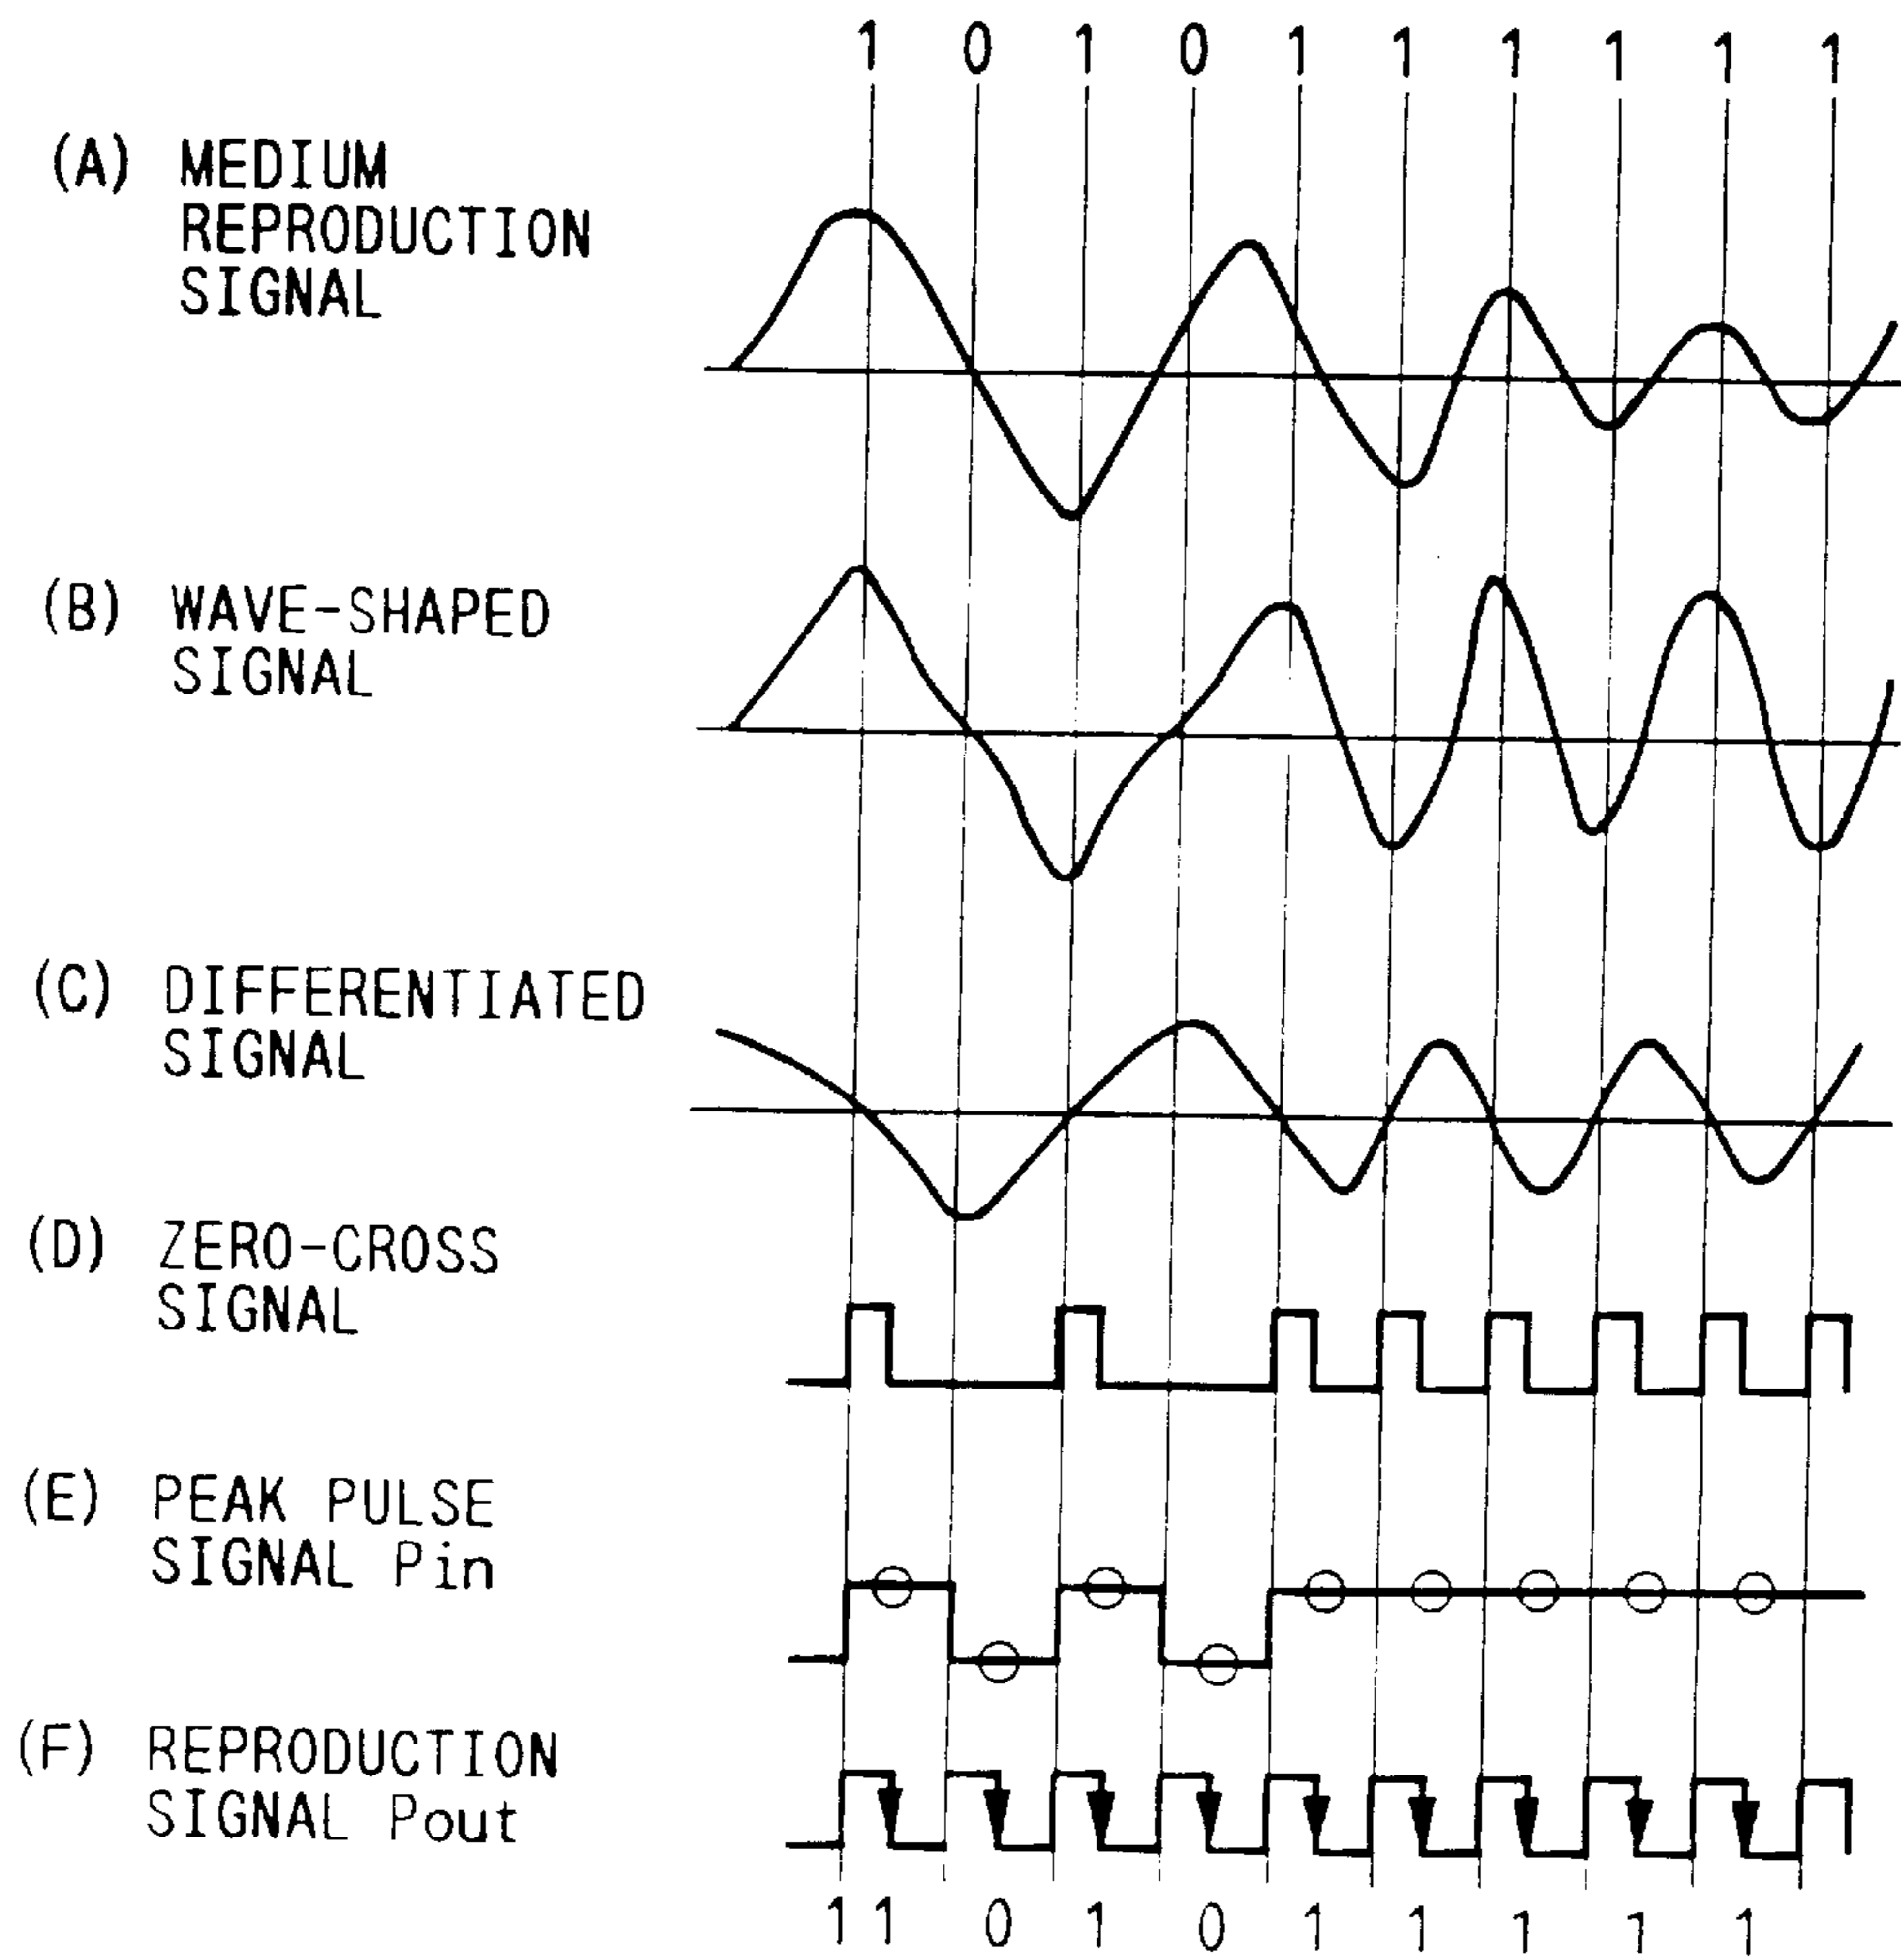 1 0 1 0 1 1 1 1 1 1
(A) MEDIUM
REPRODUCTION
SIGNAL
(B) WAVE-SHAPED
SIGNAL
(C) DIFFERENTIATED
SIGNAL
(D) ZERO-CROSS
SIGNAL
(E) PEAK PULSE
SIGNAL Pin
(F) REPRODUCTION
SIGNAL Pout
1 1 0 1 0 1 1 1 1 1